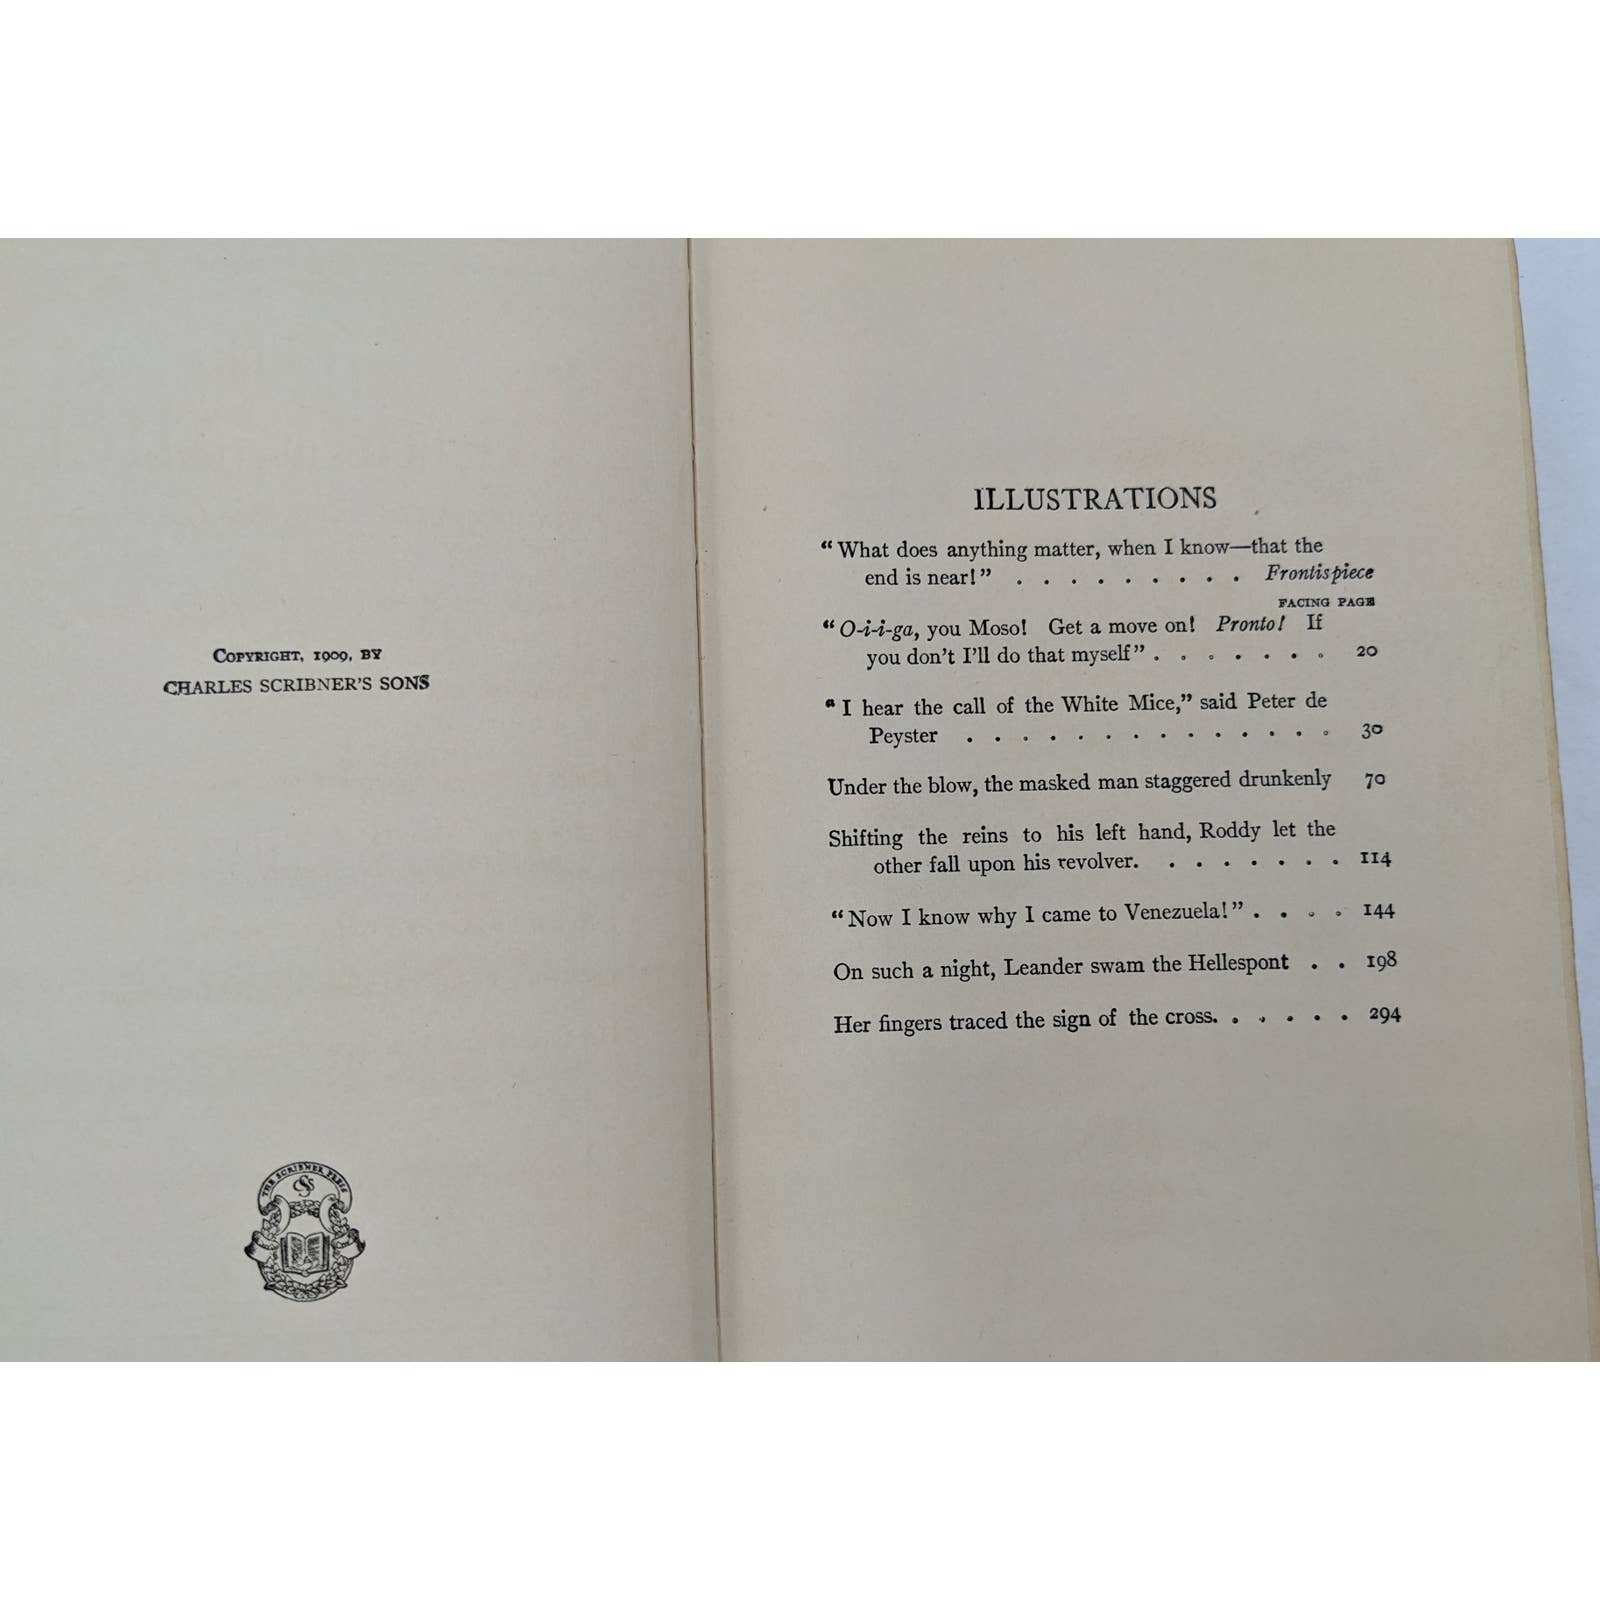 COPYRIGHT, 1909, BY
CHARLES SCRIBNER'S SONS
THE SCRIBNER PRESS
CSS
ILLUSTRATIONS
“What does anything matter, when I know—that the
end is near!” . . . . . . . . . Frontispiece
FACING PAGE
“O-i-i-ga, you Moso! Get a move on! Pronto! If
you don't I'll do that myself” . . . . . . . 20
“I hear the call of the White Mice,” said Peter de
Peyster . . . . . . . . . . . . . . 30
Under the blow, the masked man staggered drunkenly 70
Shifting the reins to his left hand, Roddy let the
other fall upon his revolver. . . . . . . . 114
“Now I know why I came to Venezuela!” . . . . 144
On such a night, Leander swam the Hellespont . . 198
Her fingers traced the sign of the cross. . . . . . 294